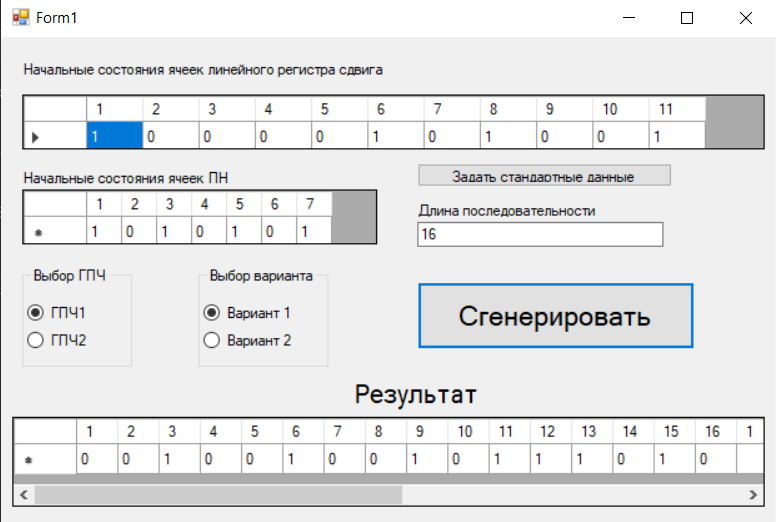 Form1
Начальные состояния ячеек линейного регистра сдвига
1 2 3 4 5 6 7 8 9 10 11
1 0 0 0 0 1 0 1 0 0 1
Начальные состояния ячеек ПН
Задать стандартные данные
1 2 3 4 5 6 7
1 0 1 0 1 0 1
Длина последовательности
16
Выбор ГПЧ
Выбор варианта
ГПЧ1
Вариант 1
ГПЧ2
Вариант 2
Сгенерировать
Результат
1 2 3 4 5 6 7 8 9 10 11 12 13 14 15 16 1
0 0 1 0 0 1 0 0 1 0 1 1 1 0 1 0